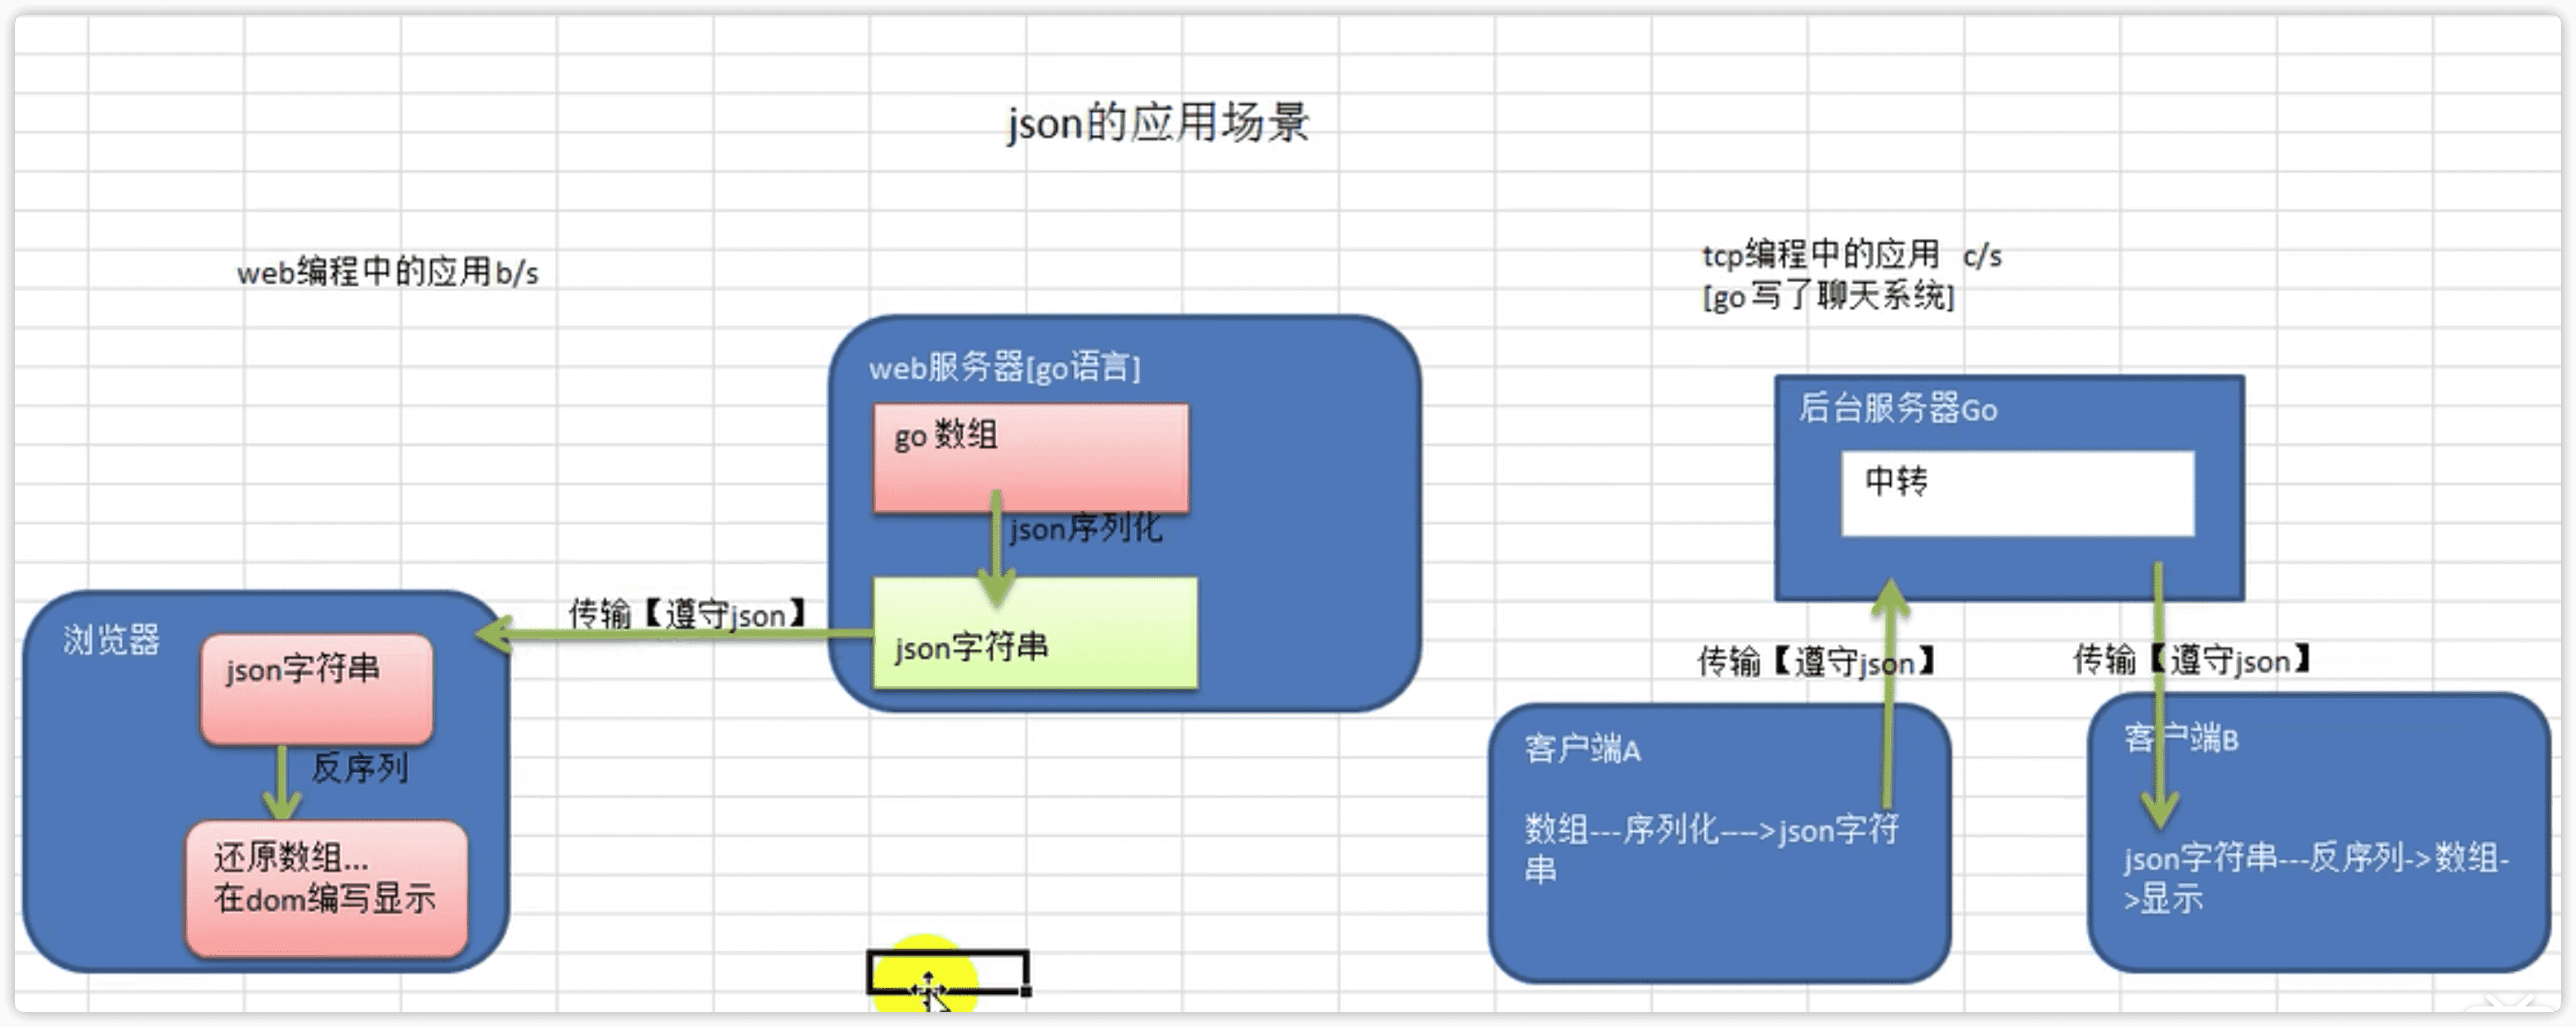 json的应用场景
web编程中的应用b/s
tcp编程中的应用 c/s
[go 写了聊天系统]
web服务器[go语言]
go 数组
json序列化
json字符串
传输【遵守json】
浏览器
json字符串
反序列
还原数组...
在dom编写显示
后台服务器Go
中转
传输【遵守json】
传输【遵守json】
客户端A
数组---序列化---->json字符
串
客户端B
json字符串---反序列->数组-
>显示